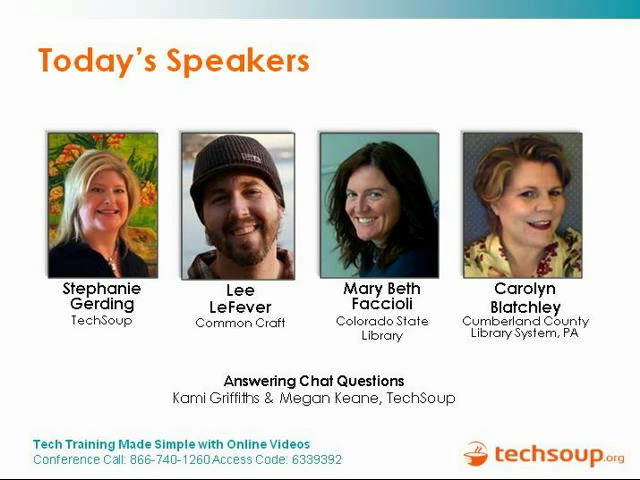 Today's Speakers
Stephanie
Gerding
TechSoup
Lee
LeFever
Common Craft
Mary Beth
Faccioli
Colorado State
Library
Carolyn
Blatchley
Cumberland County
Library System, PA
Answering Chat Questions
Kami Griffiths & Megan Keane, TechSoup
Tech Training Made Simple with Online Videos
Conference Call: 866-740-1260 Access Code: 6339392
techsoup.org